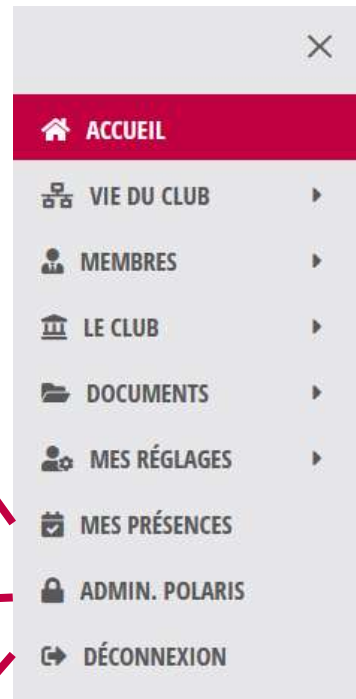 ACCUEIL
VIE DU CLUB
MEMBRES
LE CLUB
DOCUMENTS
MES RÉGLAGES
MES PRÉSENCES
ADMIN. POLARIS
DÉCONNEXION